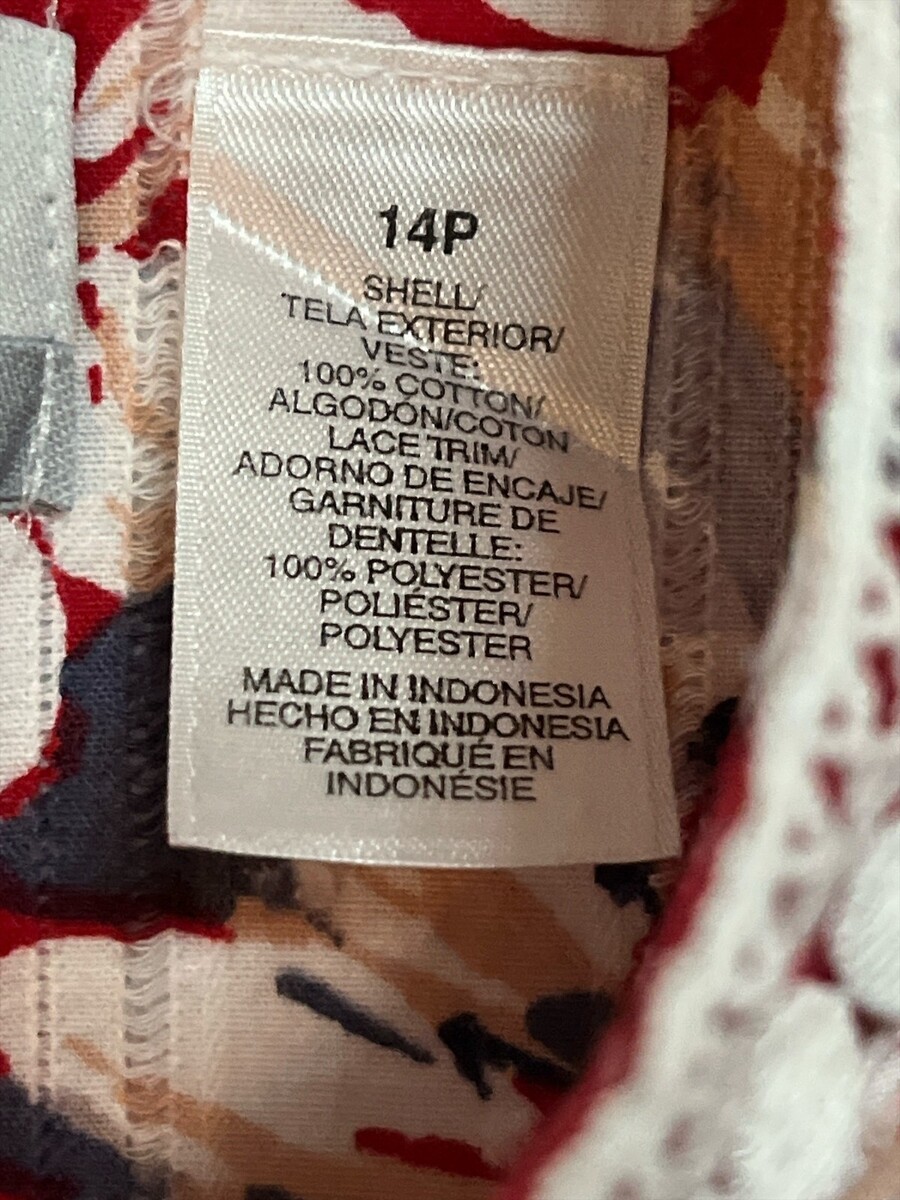 14P
SHELL/
TELA EXTERIOR/
VESTE:
100% COTTON/
ALGODÓN/COTON
LACE TRIM/
ADORNO DE ENCAJE/
GARNITURE DE
DENTELLE:
100% POLYESTER/
POLIÉSTER/
POLYESTER
MADE IN INDONESIA
HECHO EN INDONESIA
FABRIQUÉ EN
INDONÉSIE